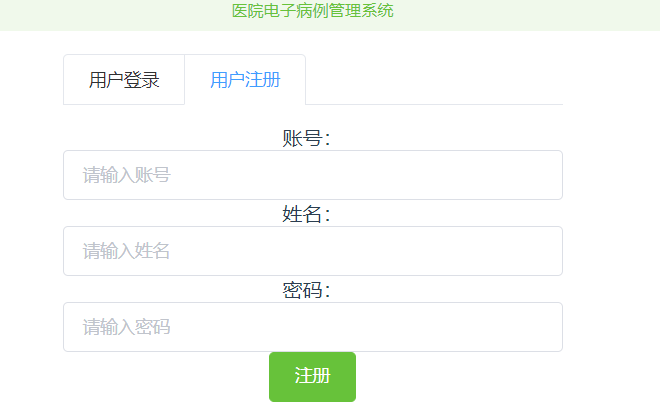 医院电子病例管理系统
用户登录 用户注册
账号：
请输入账号
姓名：
请输入姓名
密码：
请输入密码
注册